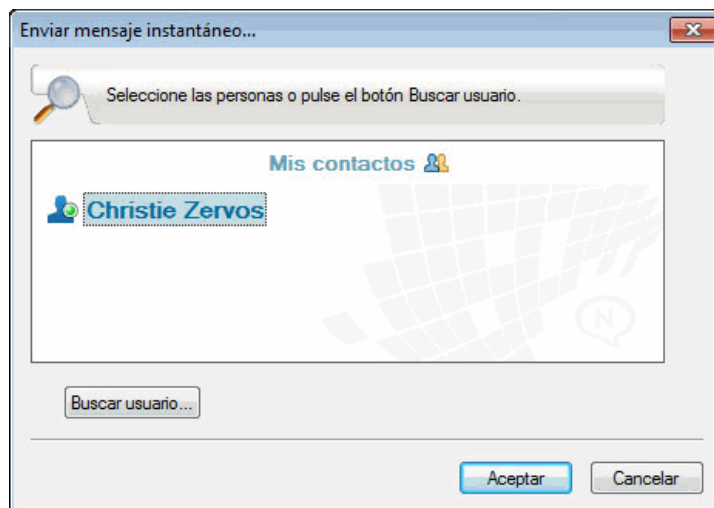 Enviar mensaje instantáneo...
Seleccione las personas o pulse el botón Buscar usuario.
Mis contactos
Christie Zervos
N
Buscar usuario...
Aceptar
Cancelar